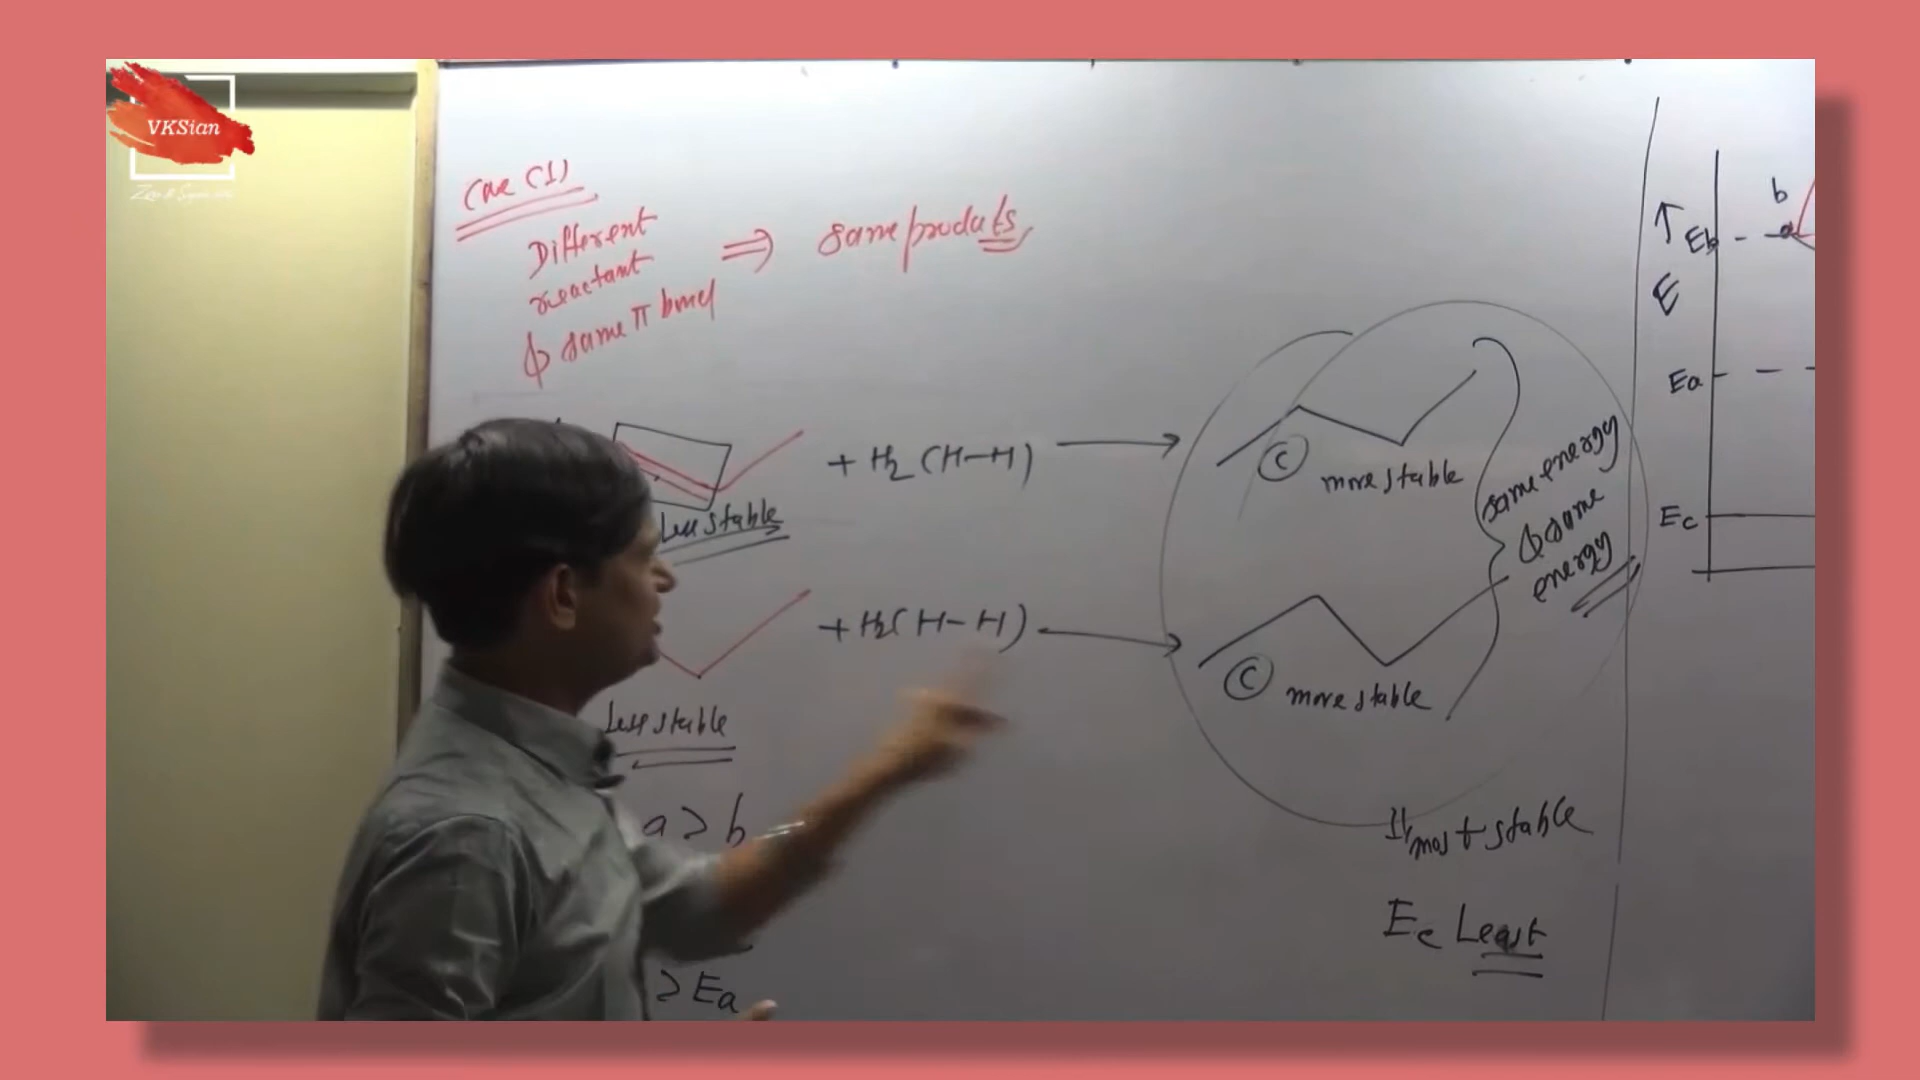 VKSian
Case (1)
Different
reactant
& same π bond
⇒ same products
+ H2 (H-H)
Less stable
C
more stable
same energy
& same
energy
+ H2 (H-H)
Less stable
C
more stable
a > b
> Ea
most stable
Ec Least
b
Eb
E
Ea
Ec